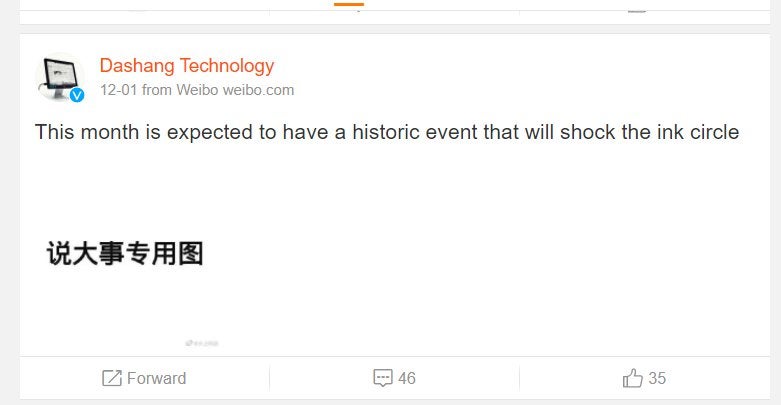 Dashang Technology
12-01 from Weibo weibo.com
This month is expected to have a historic event that will shock the ink circle
说大事专用图
Forward
46
35